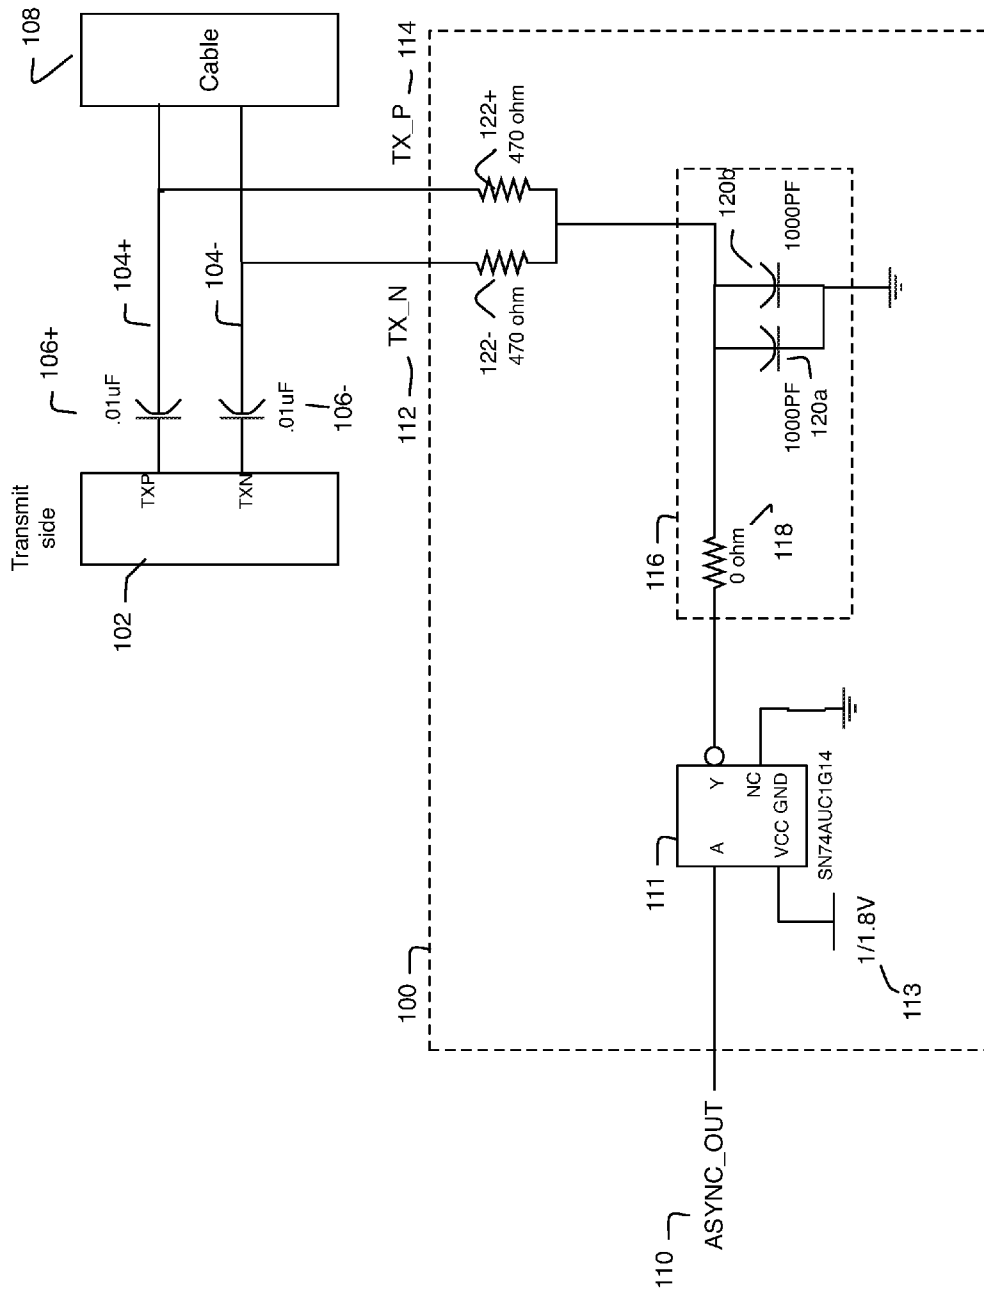 Transmit
side
102
TXP
TXN
106+
.01uF
.01uF
106-
104+
104-
108
Cable
100
112
TX_N
TX_P
114
122-
470 ohm
122+
470 ohm
110
ASYNC_OUT
111
A
Y
NC
VCC GND
SN74AUC1G14
1/1.8V
113
116
0 ohm
118
1000PF
120a
120b
1000PF